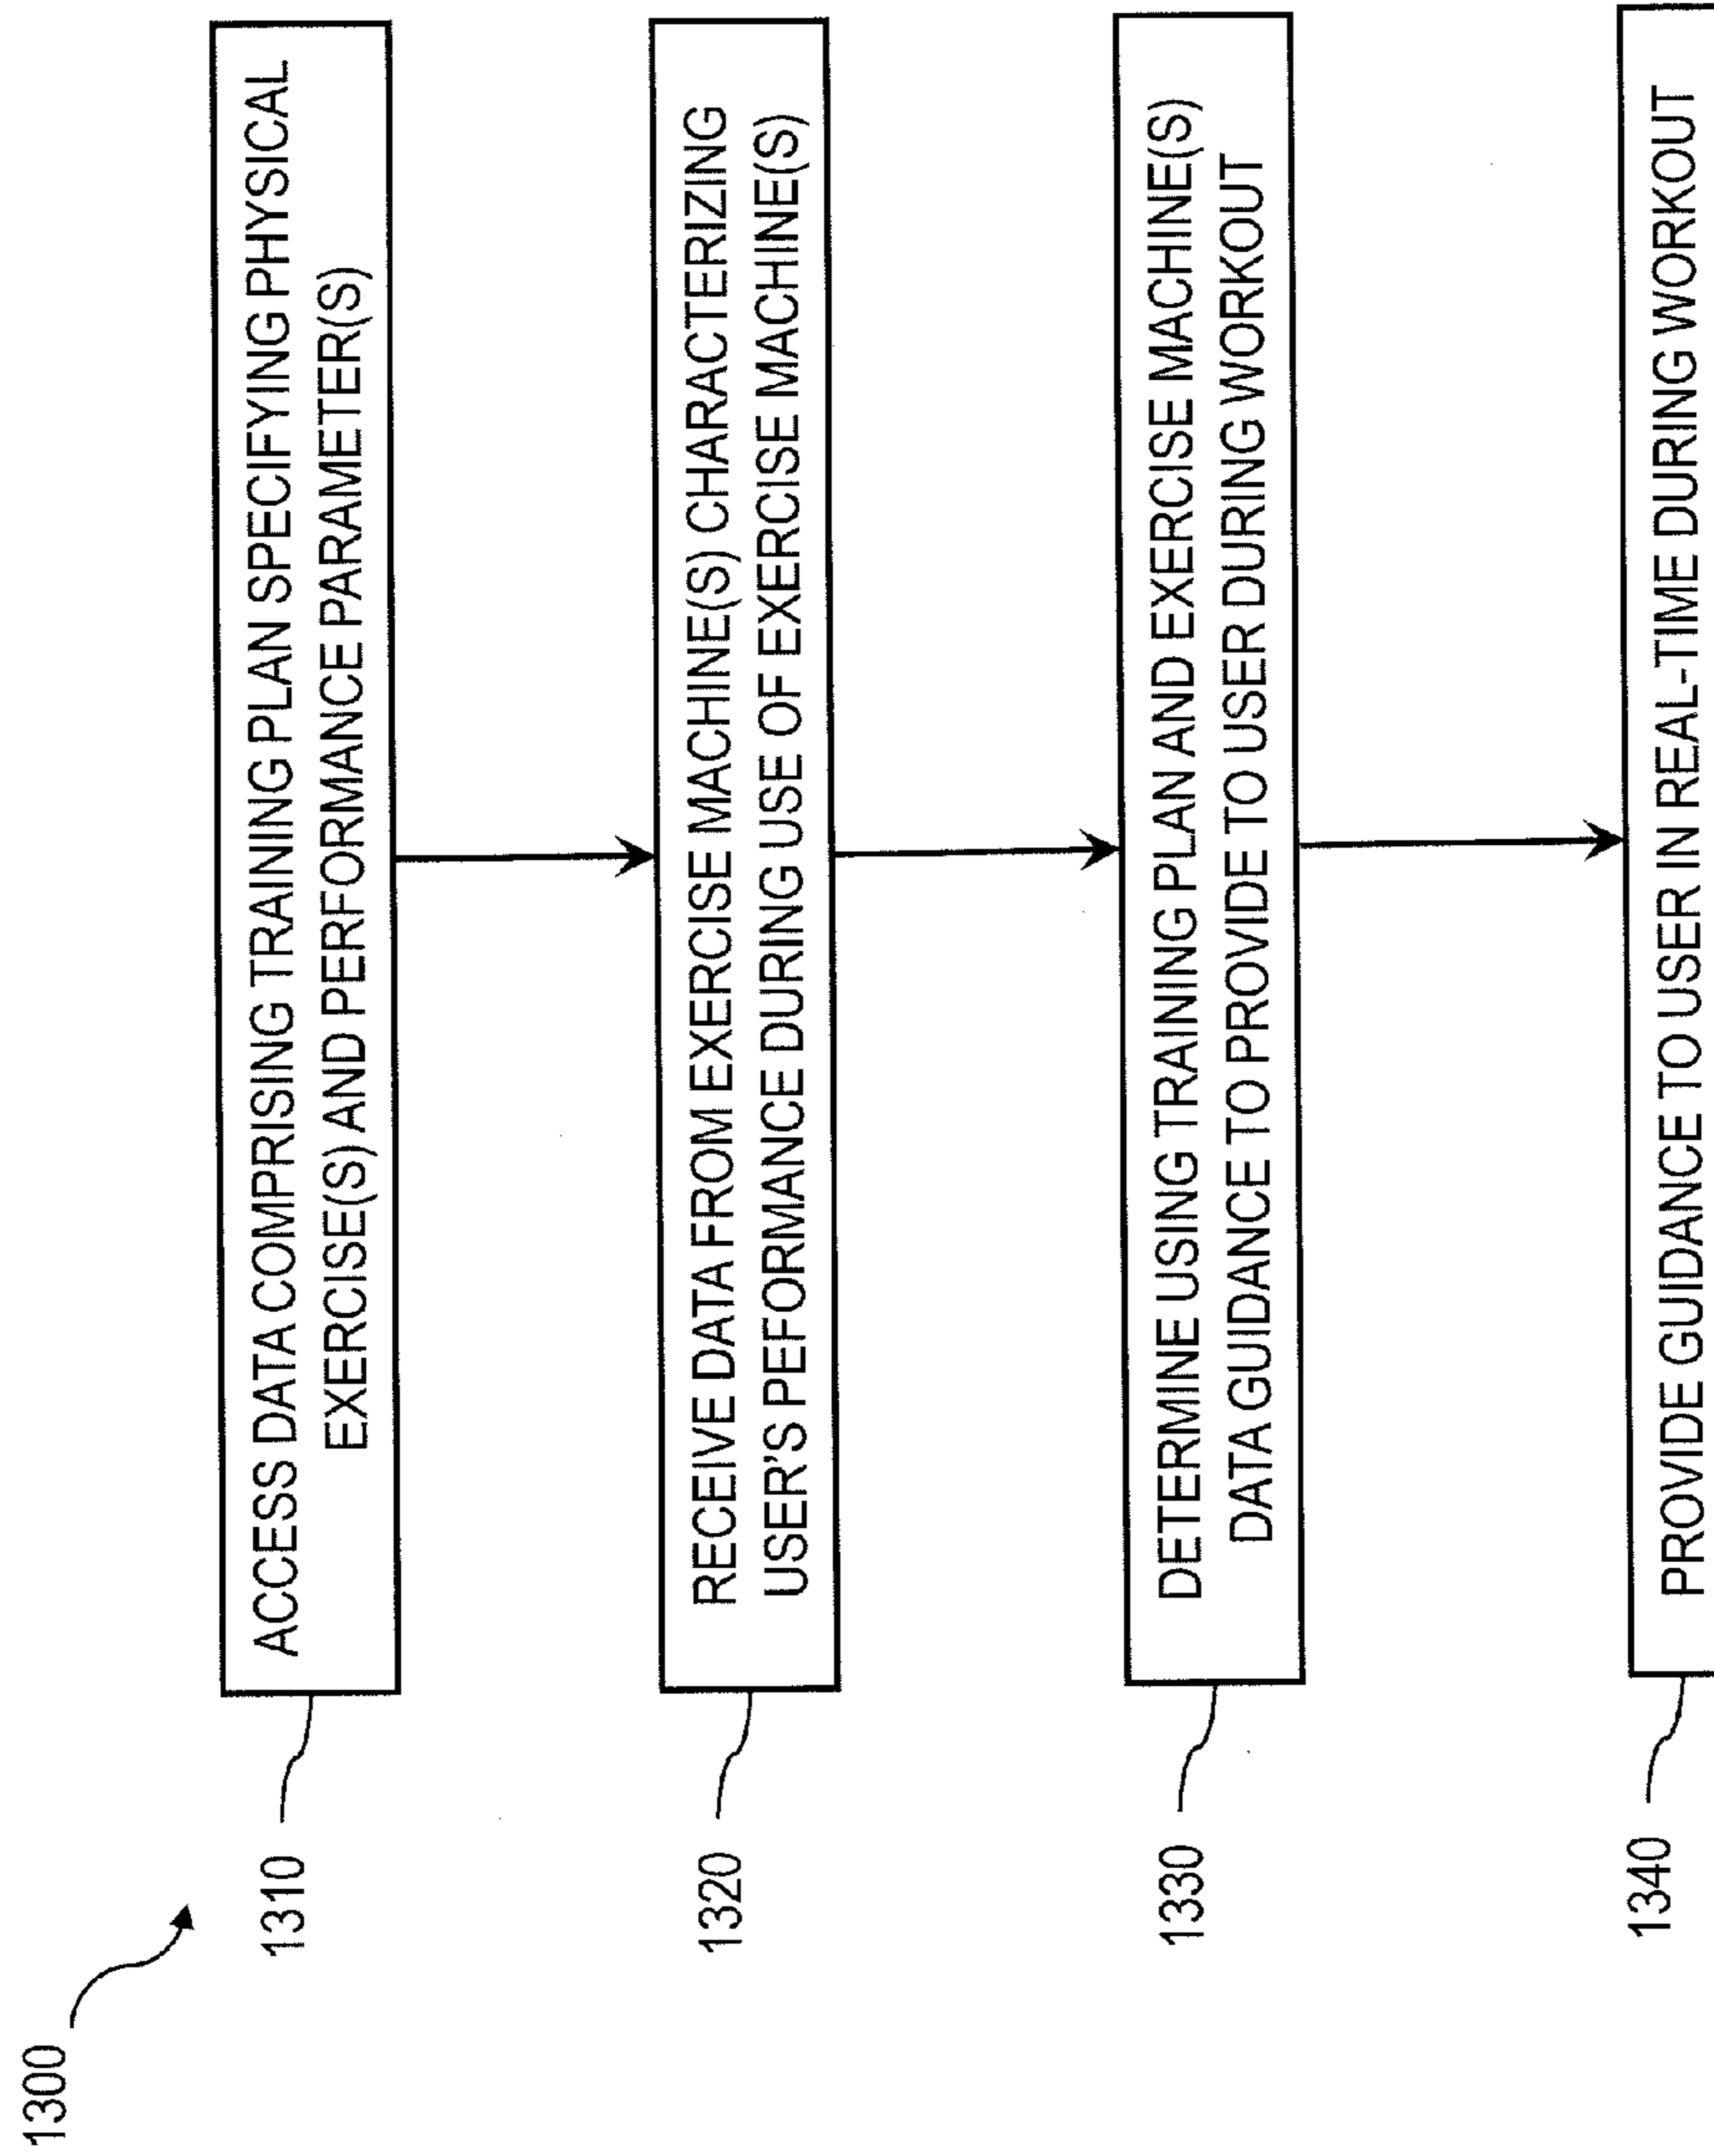 1300
1310
ACCESS DATA COMPRISING TRAINING PLAN SPECIFYING PHYSICAL
EXERCISE(S) AND PERFORMANCE PARAMETER(S)
1320
RECEIVE DATA FROM EXERCISE MACHINE(S) CHARACTERIZING
USER'S PEFORMANCE DURING USE OF EXERCISE MACHINE(S)
1330
DETERMINE USING TRAINING PLAN AND EXERCISE MACHINE(S)
DATA GUIDANCE TO PROVIDE TO USER DURING WORKOUT
1340
PROVIDE GUIDANCE TO USER IN REAL-TIME DURING WORKOUT